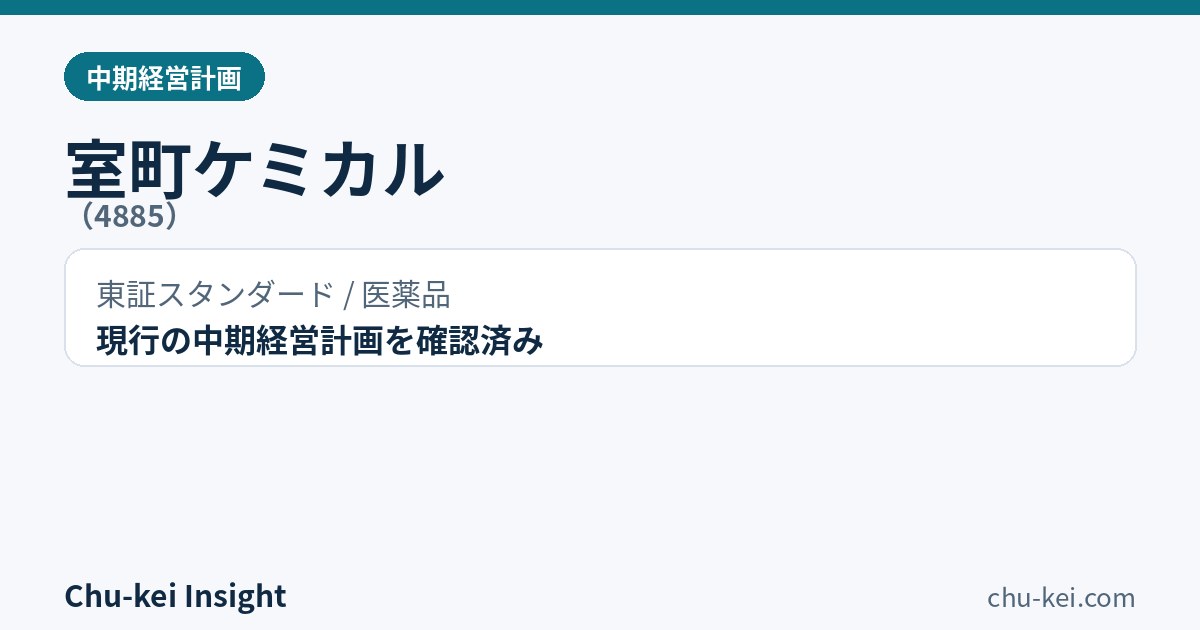 中期経営計画
室町ケミカル
（4885）
東証スタンダード / 医薬品
現行の中期経営計画を確認済み
Chu-kei Insight
chu-kei.com